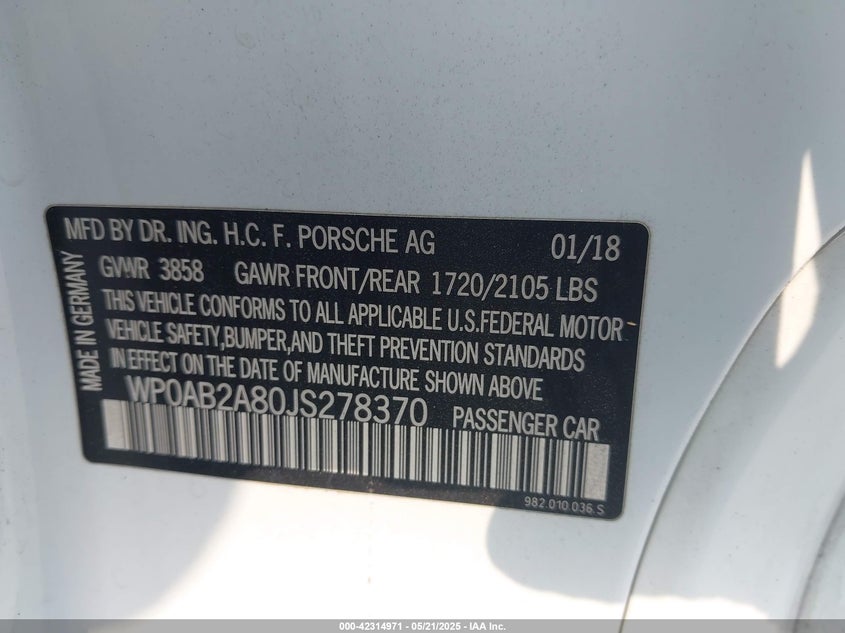 MFD BY DR. ING. H.C. F. PORSCHE AG 01/18
GVWR 3858 GAWR FRONT/REAR 1720/2105 LBS
THIS VEHICLE CONFORMS TO ALL APPLICABLE U.S.FEDERAL MOTOR
VEHICLE SAFETY,BUMPER,AND THEFT PREVENTION STANDARDS
IN EFFECT ON THE DATE OF MANUFACTURE SHOWN ABOVE
WP0AB2A80JS278370 PASSENGER CAR
982.010.036.S
MADE IN GERMANY
000-42314971 | 05/21/2025 | IAA Inc.